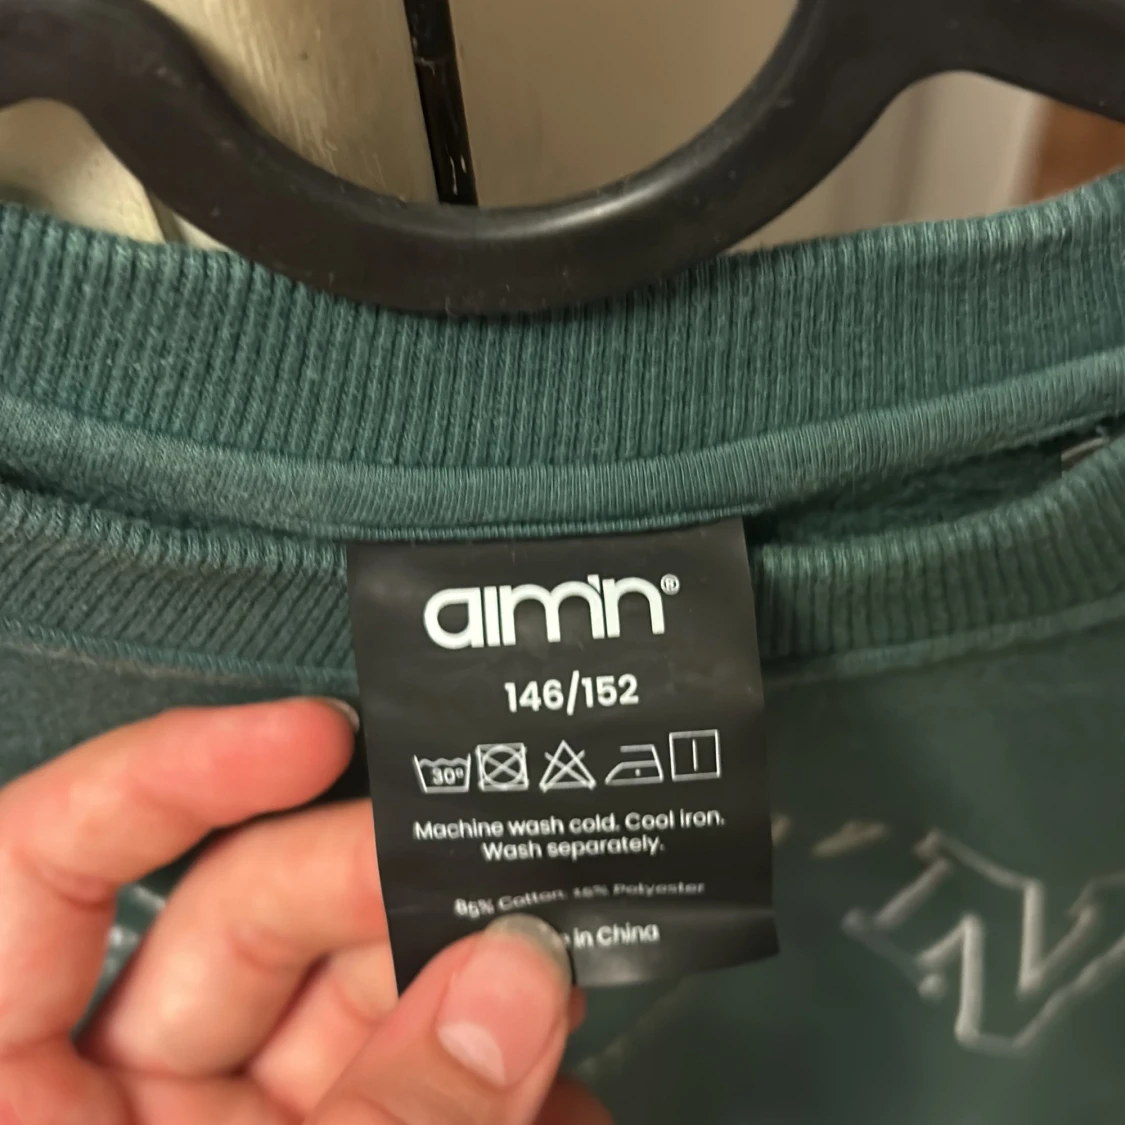 aim'n®
146/152
30°
Machine wash cold. Cool iron.
Wash separately.
85% Cotton. 15% Polyester
in China
N